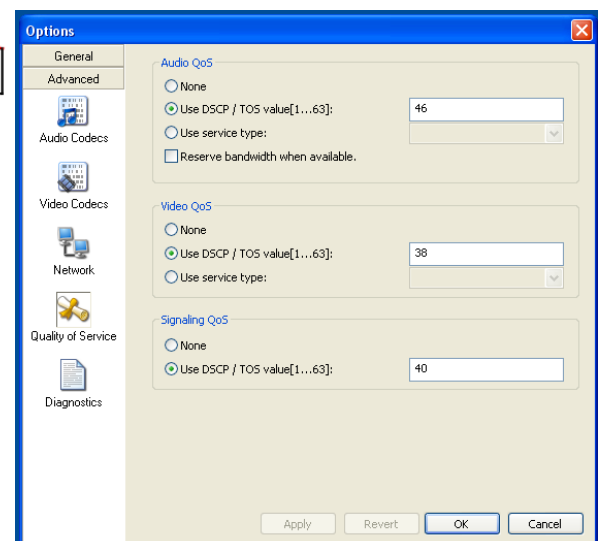 Options
General
Advanced
Audio Codecs
Video Codecs
Network
Quality of Service
Diagnostics
Audio QoS
None
Use DSCP / TOS value[1...63]: 46
Use service type:
Reserve bandwidth when available.
Video QoS
None
Use DSCP / TOS value[1...63]: 38
Use service type:
Signaling QoS
None
Use DSCP / TOS value[1...63]: 40
Apply Revert OK Cancel